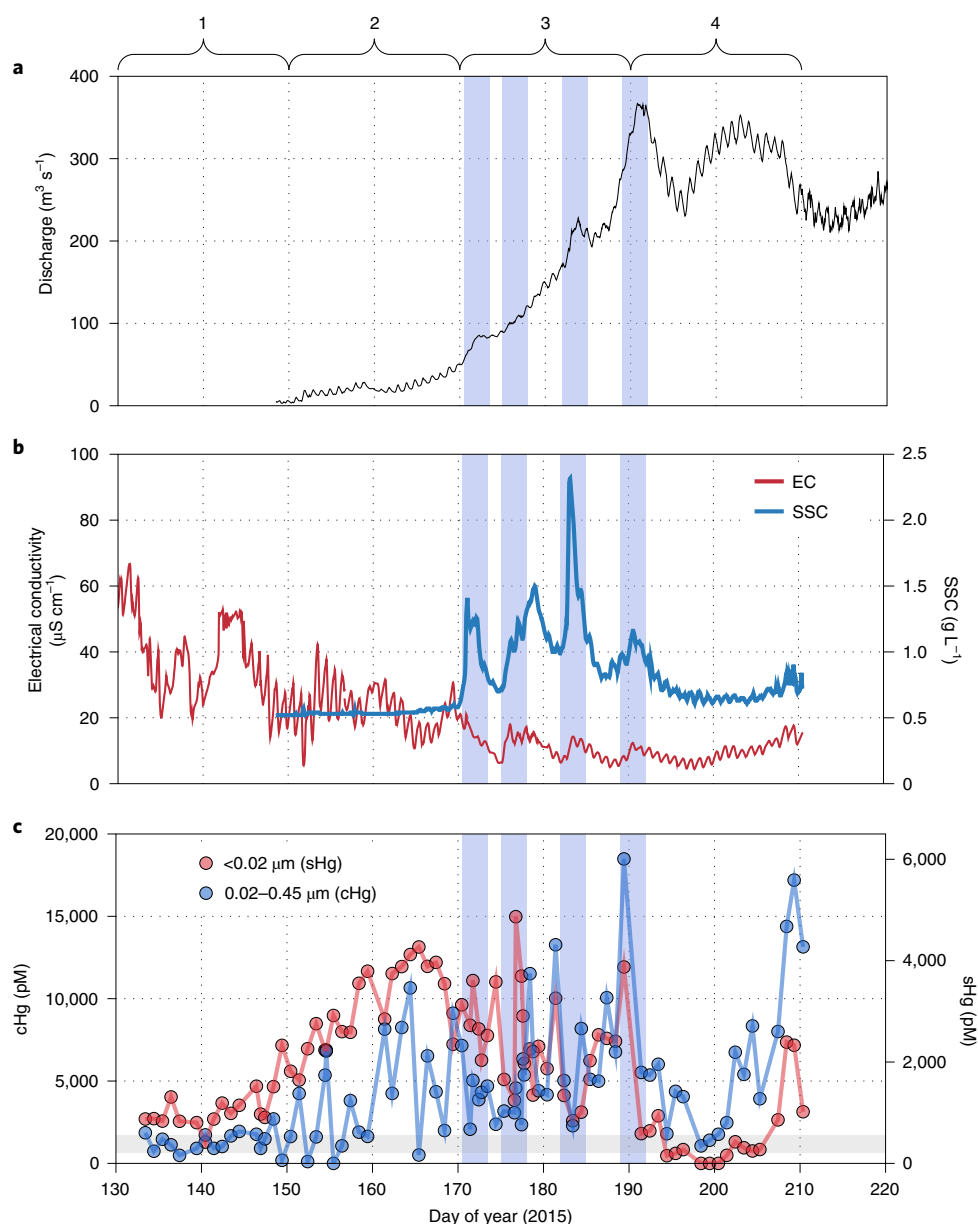 1 2 3 4
a
400
300
200
100
0
Discharge (m³ s⁻¹)
b
100
80
60
40
20
0
Electrical conductivity
(µS cm⁻¹)
EC
SSC
2.5
2.0
1.5
1.0
0.5
0
SSC (g L⁻¹)
c
20,000
15,000
10,000
5,000
0
cHg (pM)
<0.02 µm (sHg)
0.02–0.45 µm (cHg)
6,000
4,000
2,000
0
sHg (pM)
130 140 150 160 170 180 190 200 210 220
Day of year (2015)